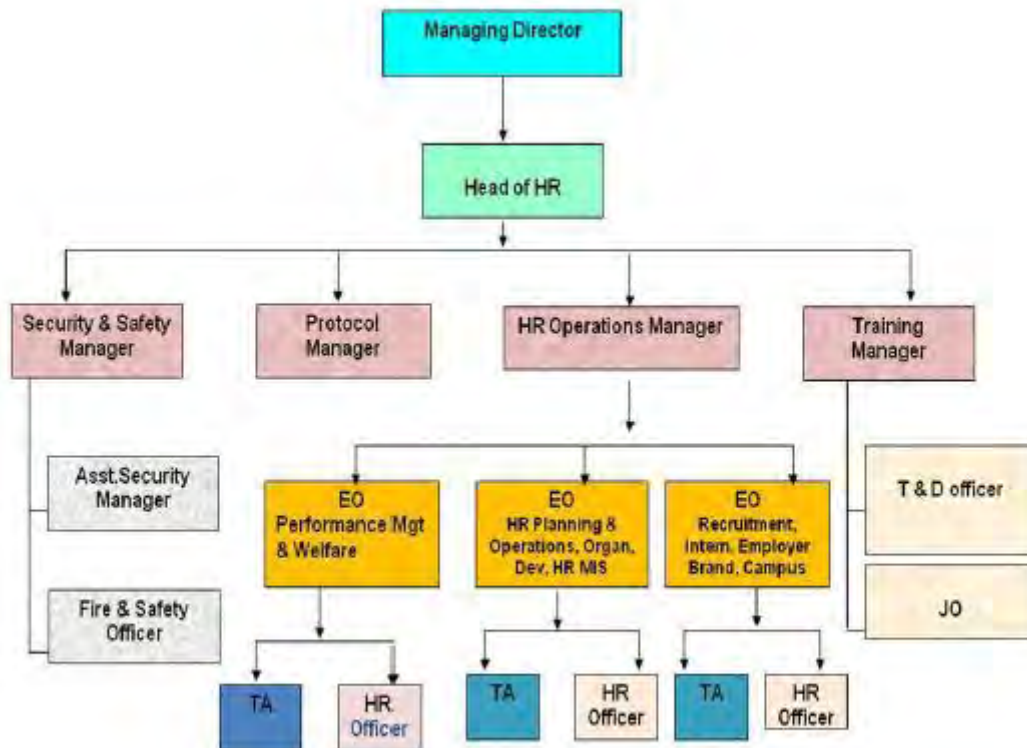 Managing Director
Head of HR
Security & Safety
Manager
Protocol
Manager
HR Operations Manager
Training
Manager
Asst.Security
Manager
Fire & Safety
Officer
EO
Performance Mgt
& Welfare
EO
HR Planning &
Operations, Organ,
Dev, HR MIS
EO
Recruitment,
Intern, Employer
Brand, Campus
T & D officer
JO
TA
HR
Officer
TA
HR
Officer
TA
HR
Officer